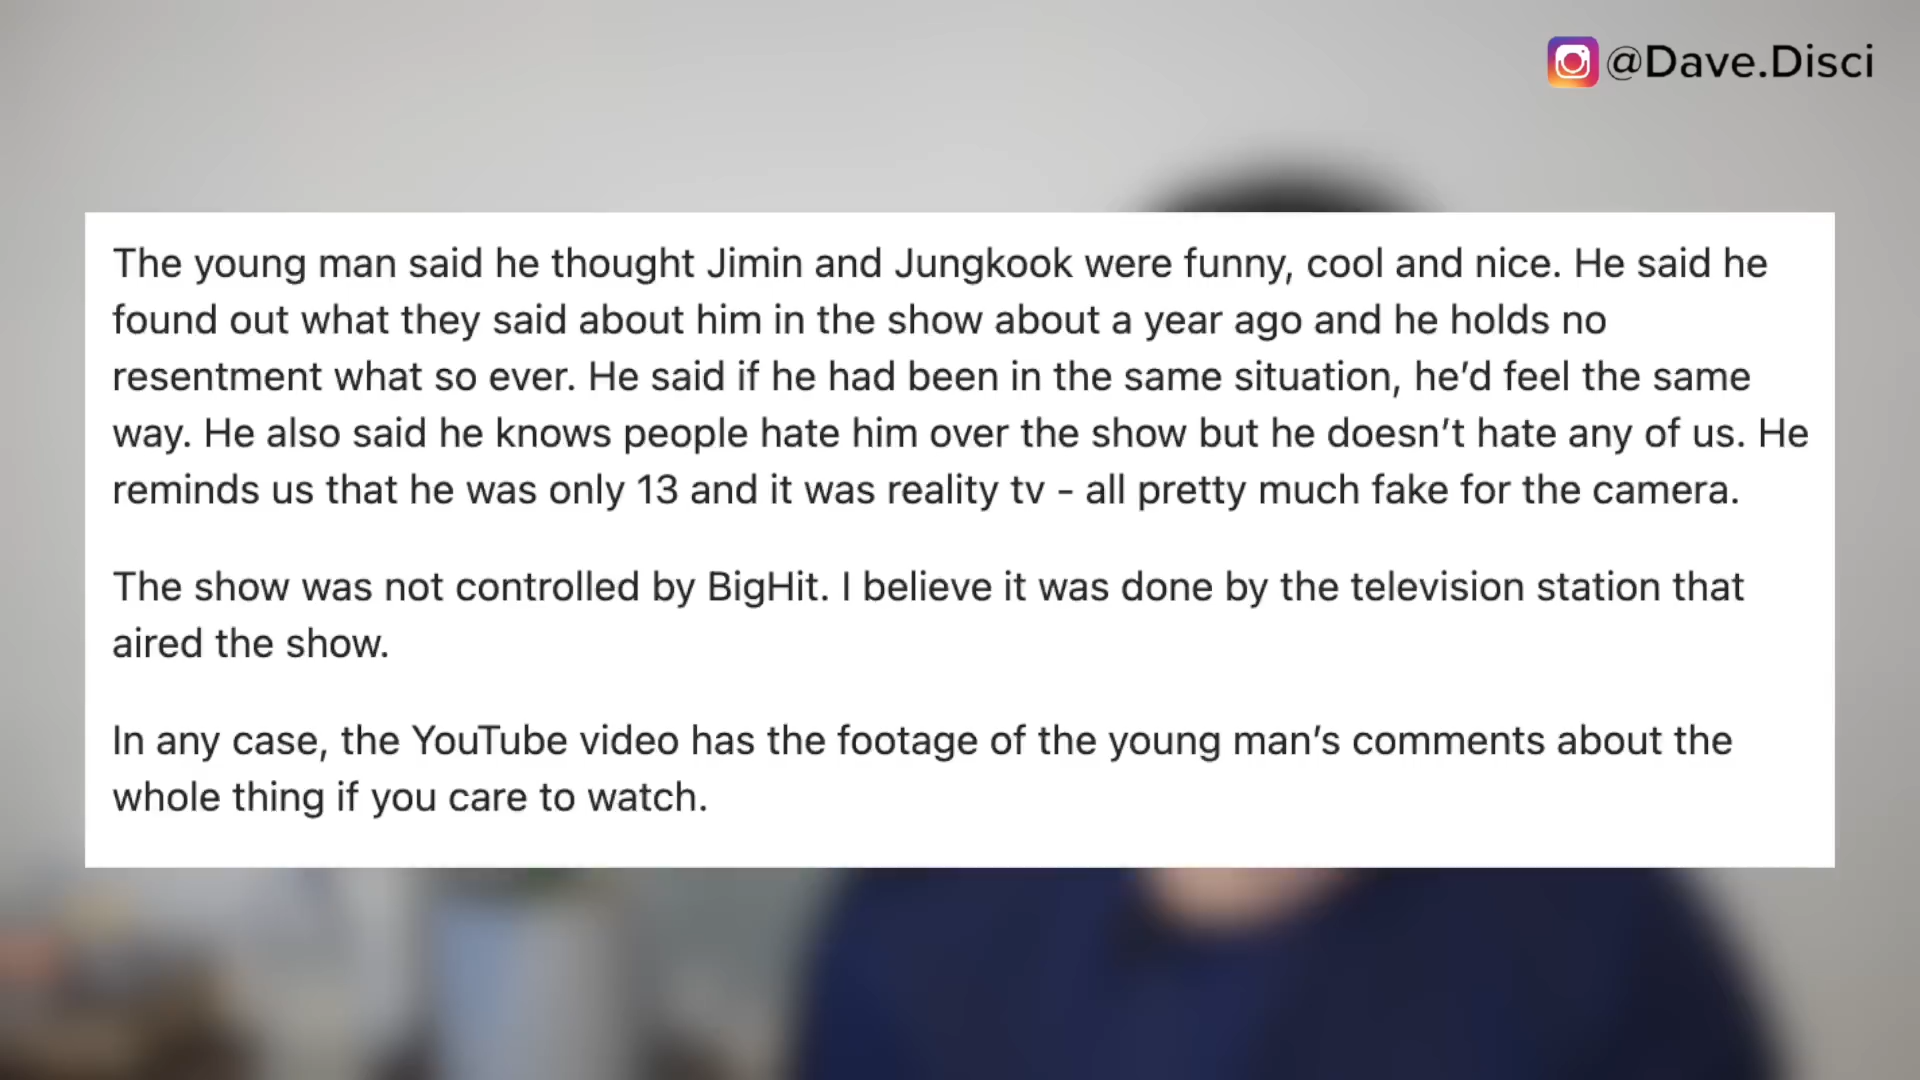 @Dave.Disci
The young man said he thought Jimin and Jungkook were funny, cool and nice. He said he
found out what they said about him in the show about a year ago and he holds no
resentment what so ever. He said if he had been in the same situation, he’d feel the same
way. He also said he knows people hate him over the show but he doesn’t hate any of us. He
reminds us that he was only 13 and it was reality tv - all pretty much fake for the camera.
The show was not controlled by BigHit. I believe it was done by the television station that
aired the show.
In any case, the YouTube video has the footage of the young man’s comments about the
whole thing if you care to watch.